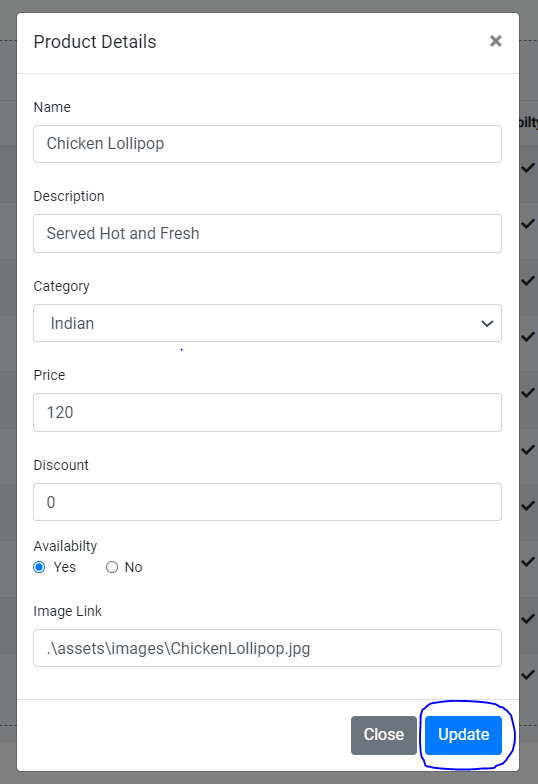 Product Details ×
Name
Chicken Lollipop
Description
Served Hot and Fresh
Category
Indian
Price
120
Discount
0
Availabilty
Yes No
Image Link
.\assets\images\ChickenLollipop.jpg
Close Update